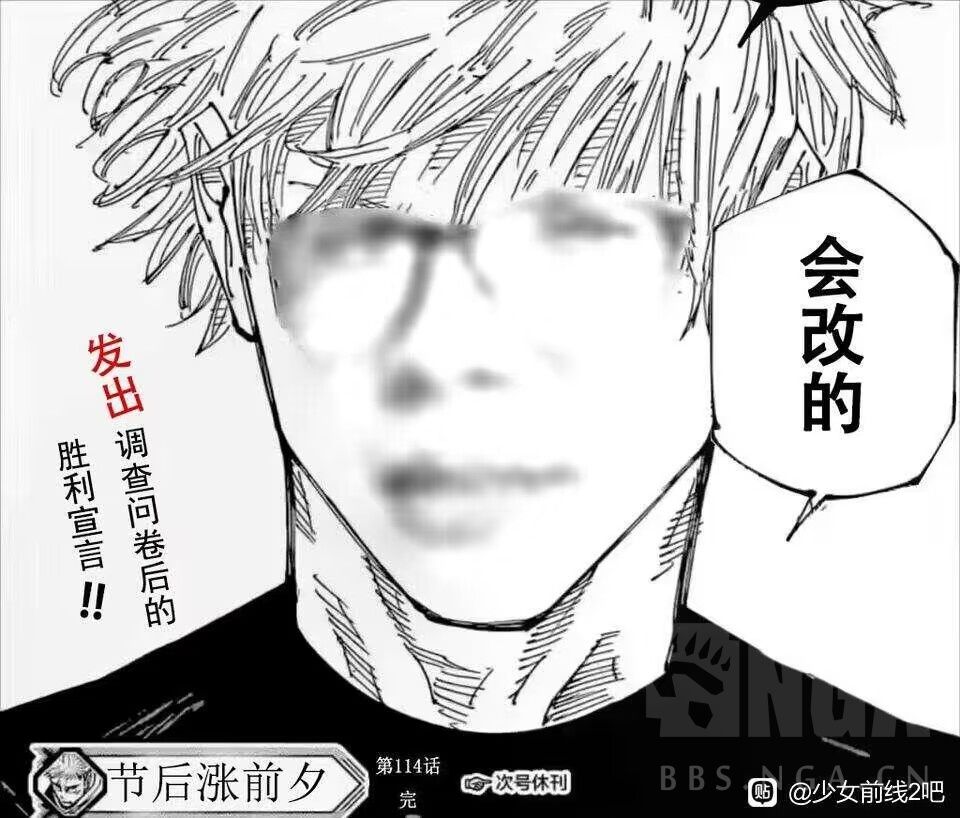 会改的
发出调查问卷后的
胜利宣言!!
节后涨前夕
第114话
完
☞次号休刊
NGA
BBS.NGA.CN
贴 @少女前线2吧